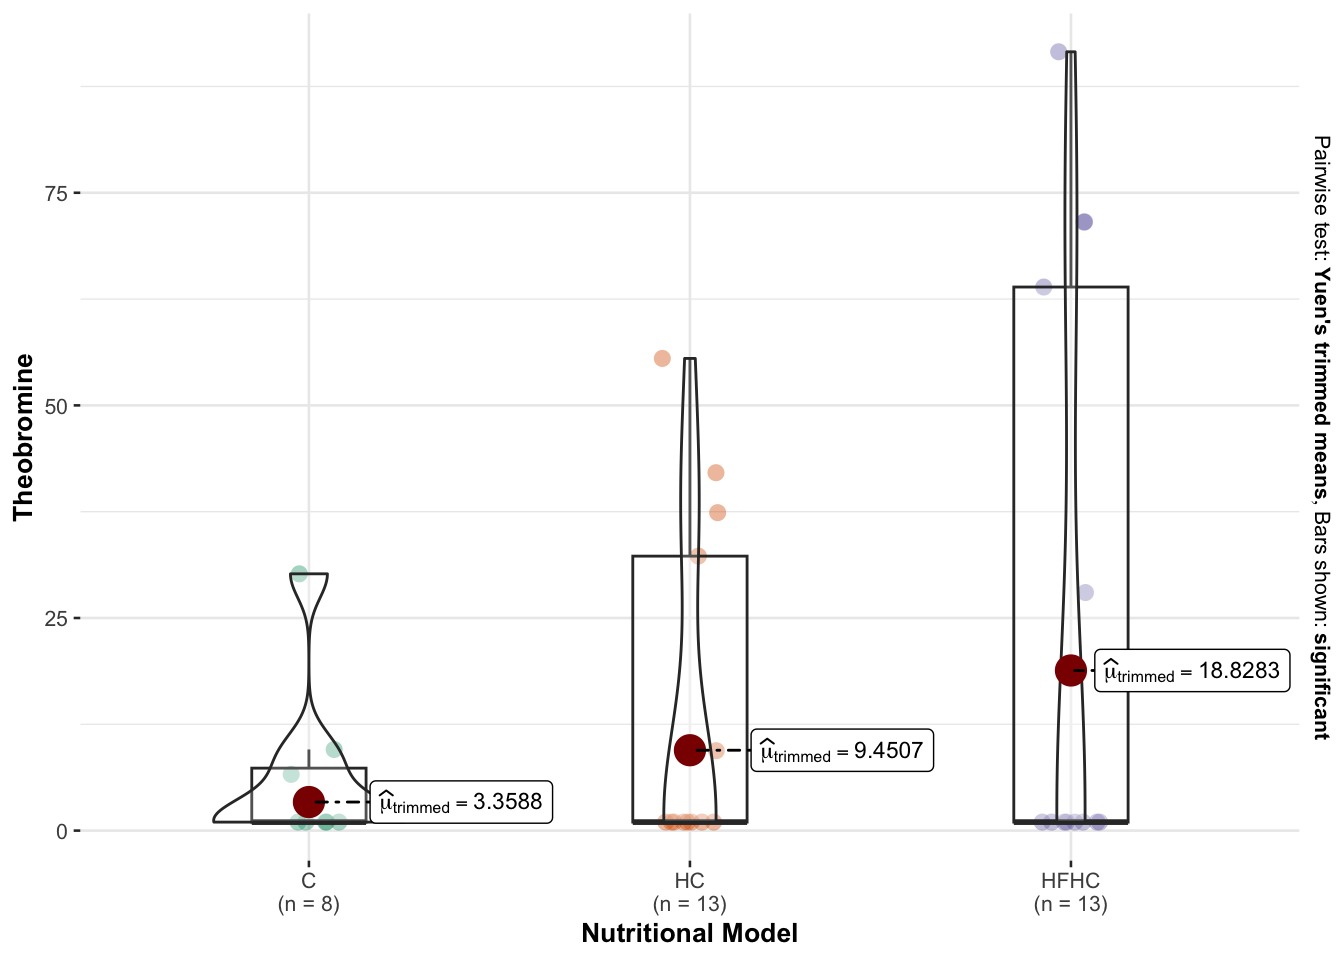 Theobromine
75
50
25
0
μ̂trimmed = 3.3588
μ̂trimmed = 9.4507
μ̂trimmed = 18.8283
C
(n = 8)
HC
(n = 13)
HFHC
(n = 13)
Nutritional Model
Pairwise test: Yuen's trimmed means, Bars shown: significant